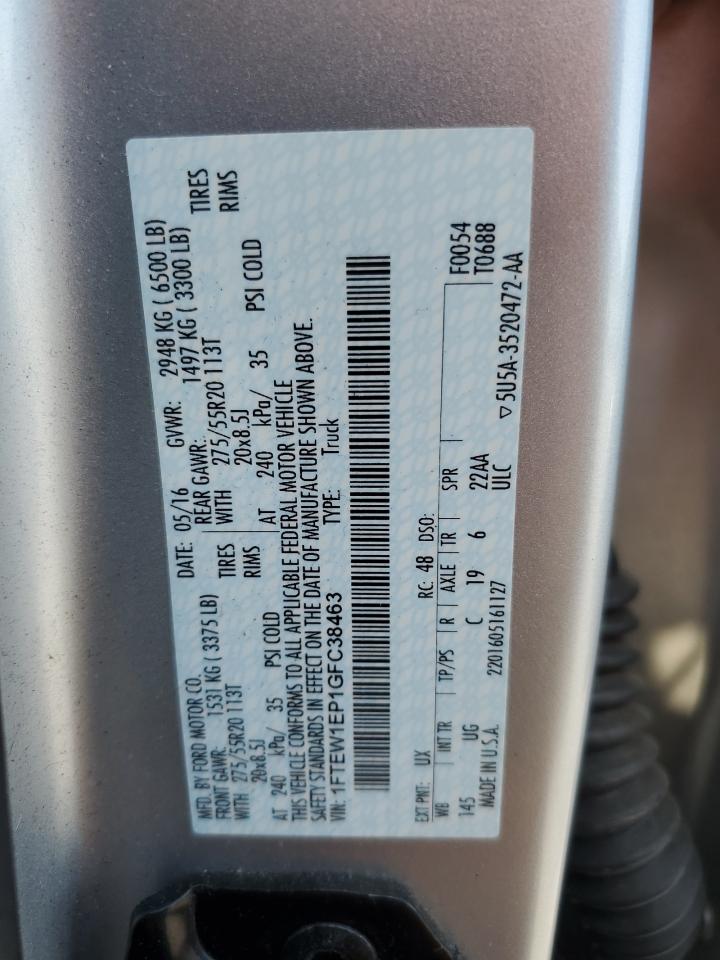 MFD. BY FORD MOTOR CO.
DATE: 05/16 GVWR: 2948 KG ( 6500 LB)
FRONT GAWR: 1531 KG ( 3375 LB) REAR GAWR: 1497 KG ( 3300 LB)
WITH 275/55R20 113T TIRES WITH 275/55R20 113T TIRES
20x8.5J RIMS 20x8.5J RIMS
AT 240 kPa/ 35 PSI COLD AT 240 kPa/ 35 PSI COLD
THIS VEHICLE CONFORMS TO ALL APPLICABLE FEDERAL MOTOR VEHICLE
SAFETY STANDARDS IN EFFECT ON THE DATE OF MANUFACTURE SHOWN ABOVE.
VIN: 1FTEW1EP1GFC38463 TYPE: Truck
EXT PNT: UX RC: 48 DSO: F0054
WB INT TR TP/PS R AXLE TR SPR T0688
145 UG C 19 6 22AA
MADE IN U.S.A. 2201605161127 ULC
▽5U5A-3520472-AA